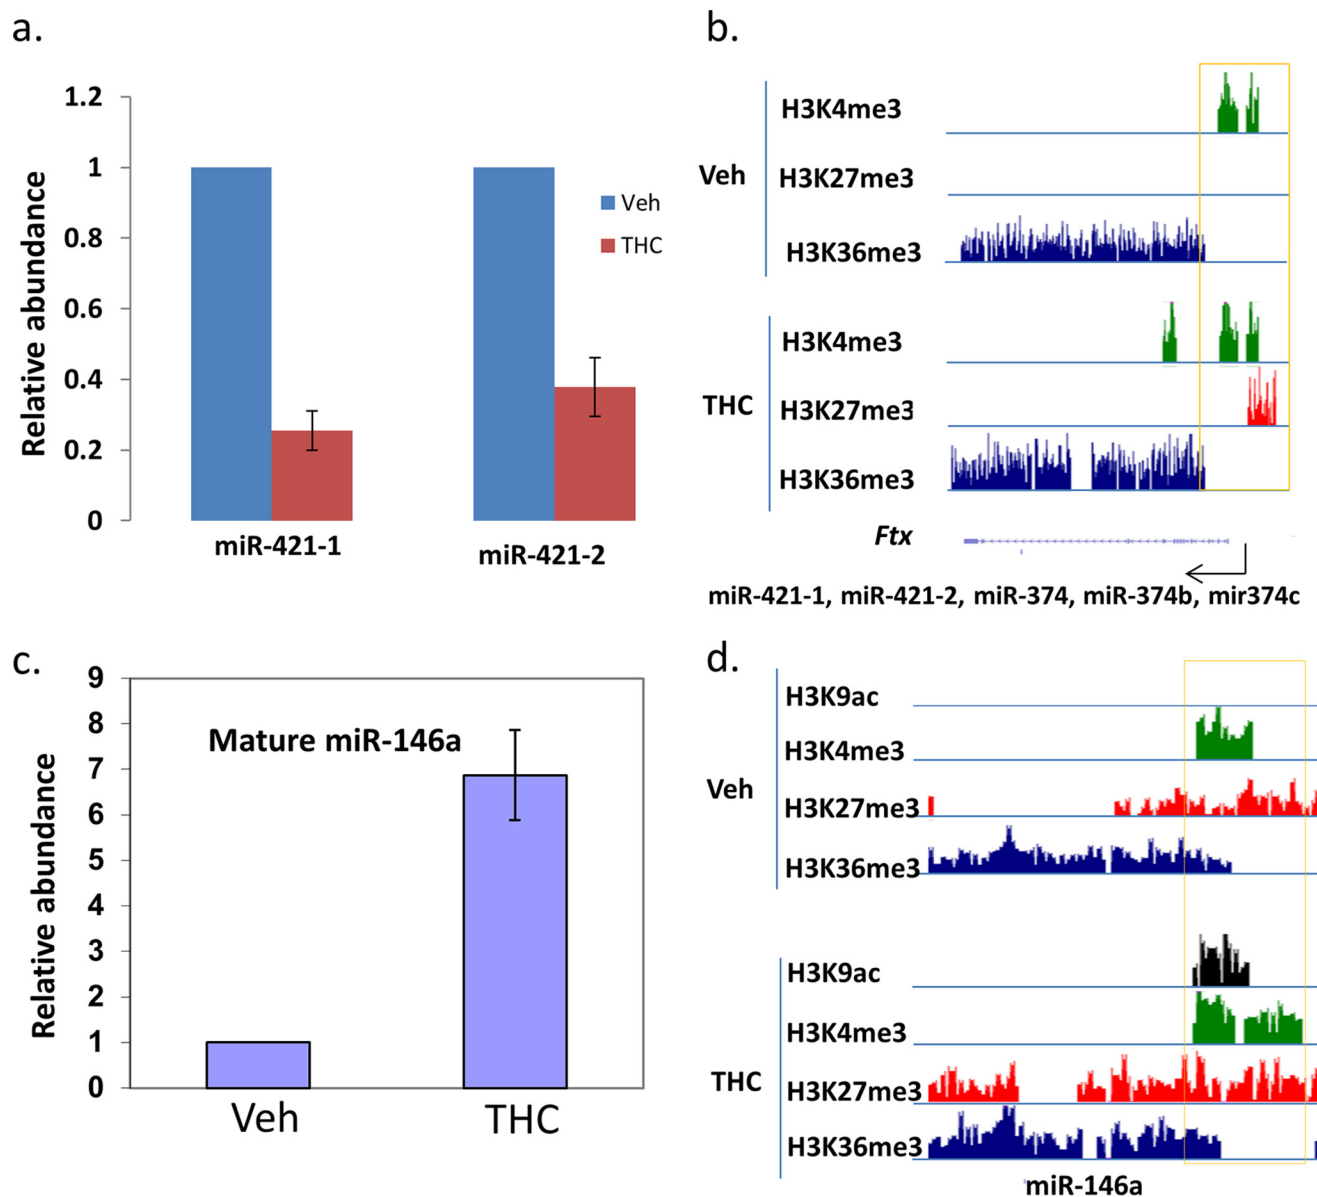 a.
1.2
1
0.8
0.6
0.4
0.2
0
Relative abundance
Veh
THC
miR-421-1
miR-421-2
b.
Veh
H3K4me3
H3K27me3
H3K36me3
THC
H3K4me3
H3K27me3
H3K36me3
Ftx
miR-421-1, miR-421-2, miR-374, miR-374b, mir374c
c.
9
8
7
6
5
4
3
2
1
0
Relative abundance
Mature miR-146a
Veh
THC
d.
Veh
H3K9ac
H3K4me3
H3K27me3
H3K36me3
THC
H3K9ac
H3K4me3
H3K27me3
H3K36me3
miR-146a